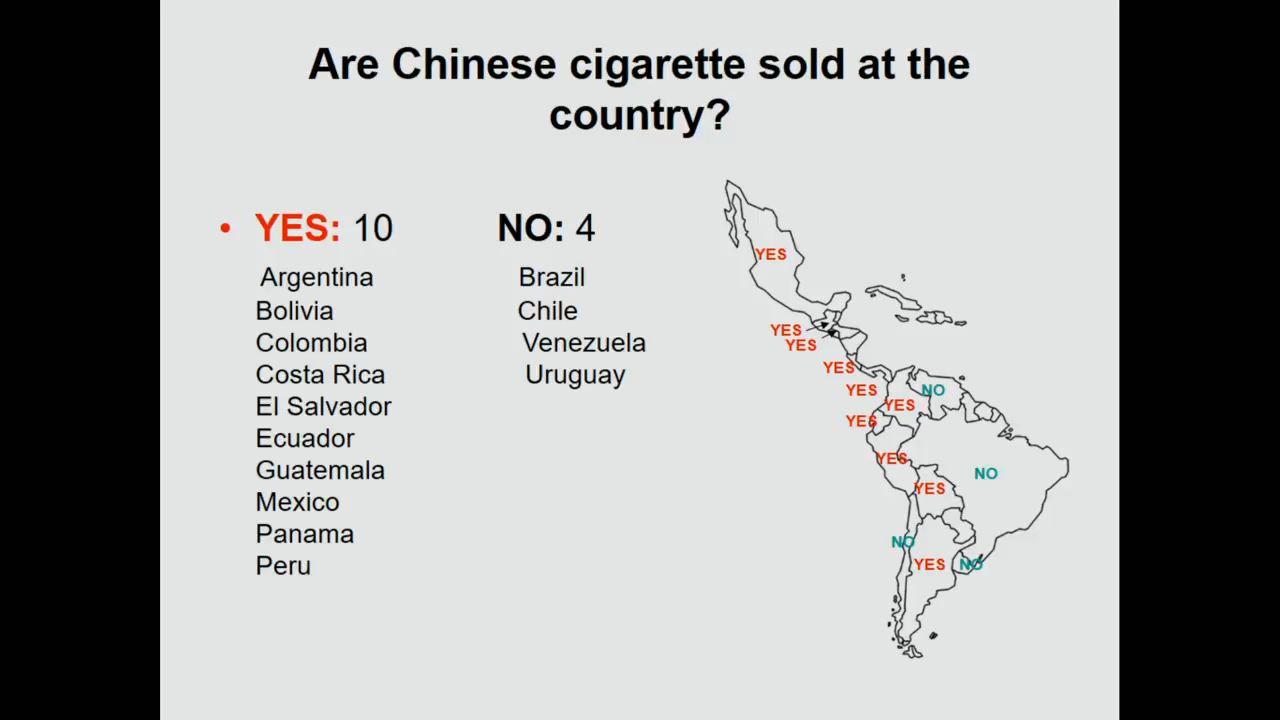 Are Chinese cigarette sold at the
country?
• YES: 10
Argentina
Bolivia
Colombia
Costa Rica
El Salvador
Ecuador
Guatemala
Mexico
Panama
Peru
NO: 4
Brazil
Chile
Venezuela
Uruguay
YES
YES
YES
YES
YES
NO
YES
YES
YES
NO
YES
NO
YES
NO